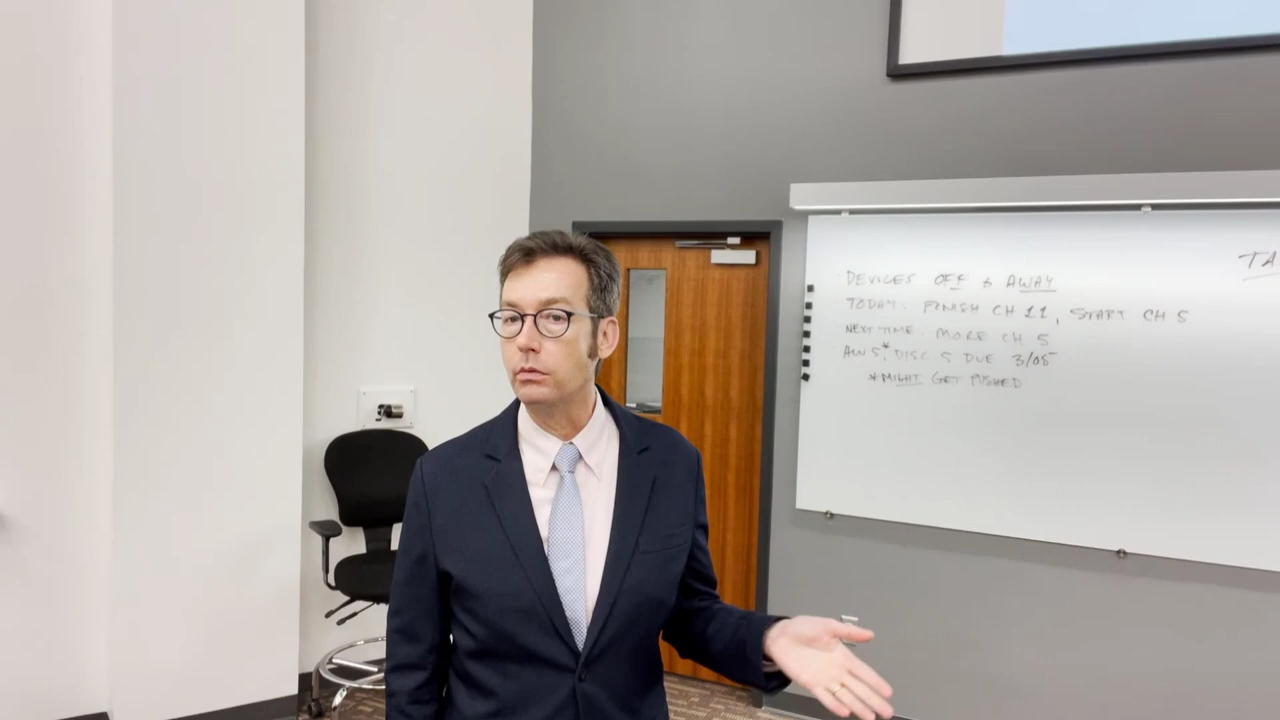 DEVICES OFF & AWAY
TODAY: FINISH CH 11, START CH 5
NEXT TIME: MORE CH 5
AW 5*, DISC 5 DUE 3/05
*MIGHT GET PUSHED
TA